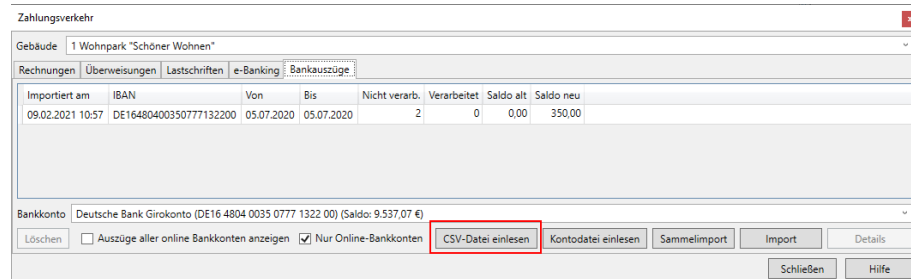 Zahlungsverkehr
Gebäude 1 Wohnpark "Schöner Wohnen"
Rechnungen Überweisungen Lastschriften e-Banking Bankauszüge
Importiert am IBAN Von Bis Nicht verarb. Verarbeitet Saldo alt Saldo neu
09.02.2021 10:57 DE16480400350777132200 05.07.2020 05.07.2020 2 0 0,00 350,00
Bankkonto Deutsche Bank Girokonto (DE16 4804 0035 0777 1322 00) (Saldo: 9.537,07 €)
Löschen Auszüge aller online Bankkonten anzeigen Nur Online-Bankkonten CSV-Datei einlesen Kontodatei einlesen Sammelimport Import Details
Schließen Hilfe